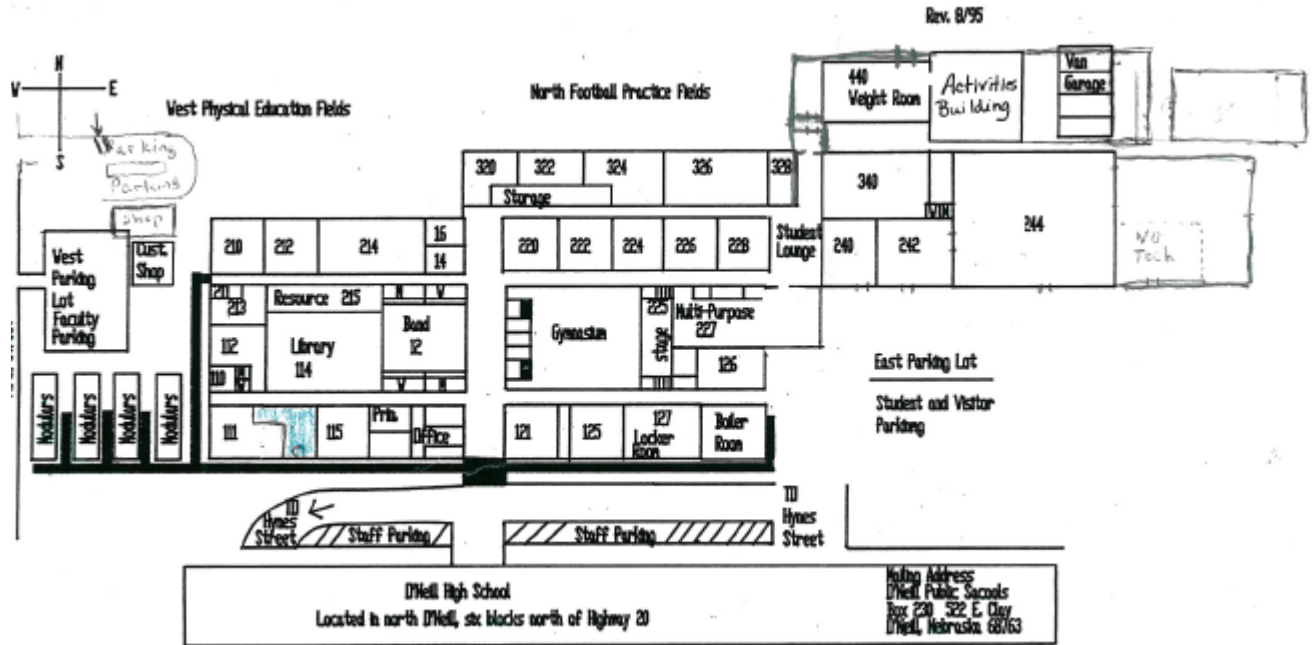 Rev. 8/95
N
W E
S
West Physical Education Fields
North Football Practice Fields
440
Weight Room
Activities
Building
Van
Garage
Parking
Parking
Shop
West
Parking
Lot
Faculty
Parking
Cust.
Shop
320
322
324
326
328
Storage
340
210
212
214
16
14
220
222
224
226
228
Student
Lounge
240
242
244
Vo
Tech
211
213
Resource 215
M W
112
Library
114
Band
12
110
W M
Gymnasium
225
stage
Multi-Purpose
227
126
East Parking Lot
Student and Visitor
Parking
Modulars
Modulars
Modulars
Modulars
111
115
Prin.
Office
121
125
127
Locker
Room
Boiler
Room
TO
Hynes
Street
Staff Parking
Staff Parking
TO
Hynes
Street
O'Neill High School
Located in north O'Neill, six blocks north of Highway 20
Mailing Address
O'Neill Public Sacools
Box 230 522 E. Clay
O'Neill, Nebraska 68763